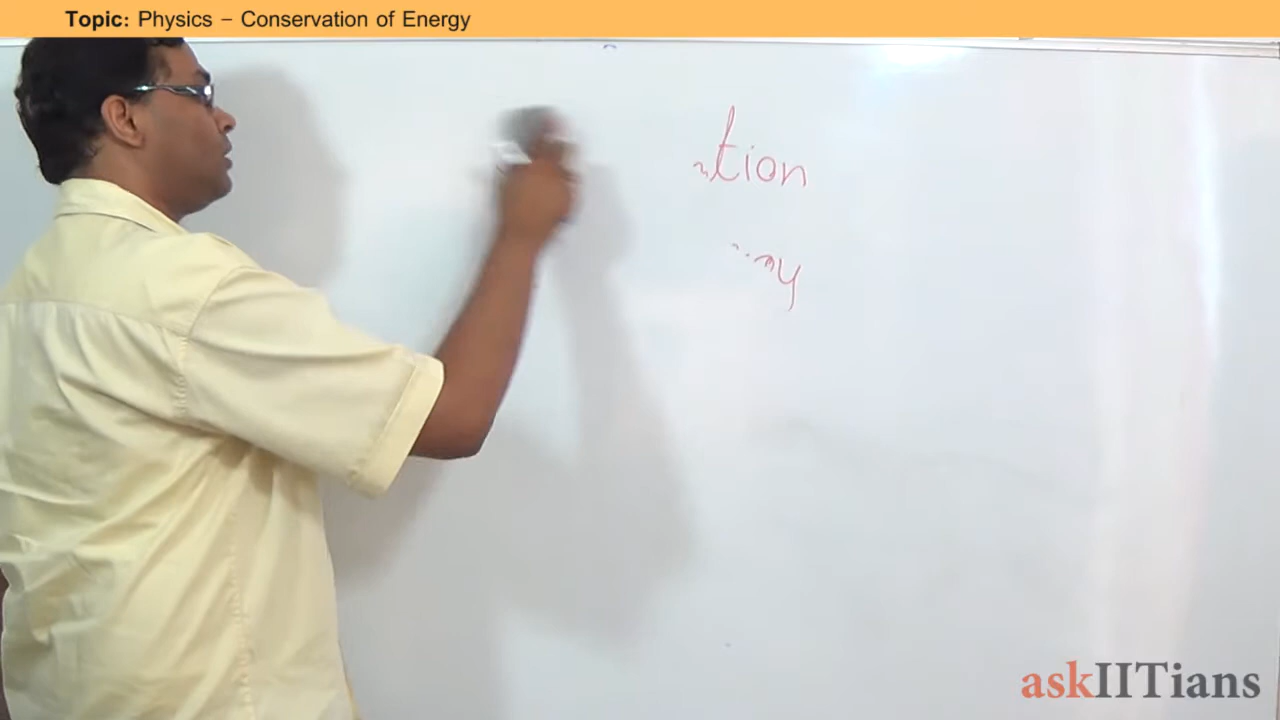 Topic: Physics – Conservation of Energy
tion
askIITians